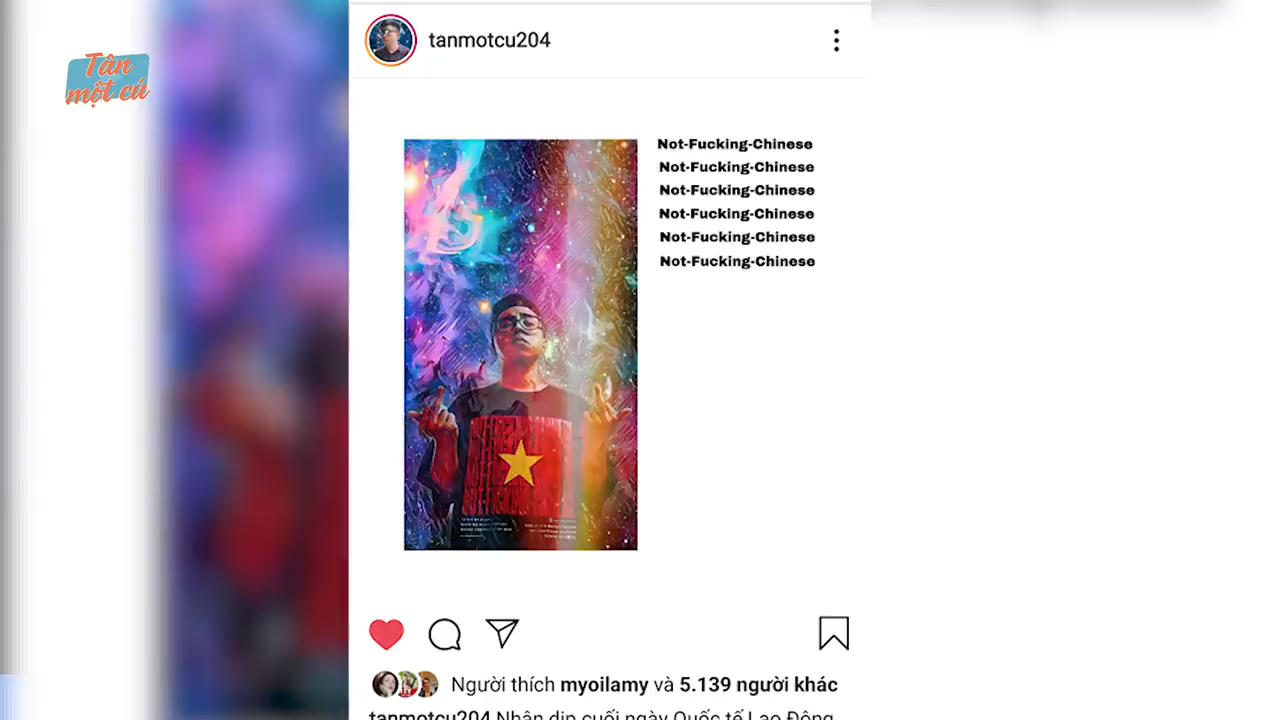 Tân
một cú
tanmotcu204
Not-Fucking-Chinese
Not-Fucking-Chinese
Not-Fucking-Chinese
Not-Fucking-Chinese
Not-Fucking-Chinese
Not-Fucking-Chinese
Người thích myoilamy và 5.139 người khác
tanmotcu204 Nhân dịp cuối ngày Quốc tế Lao Động